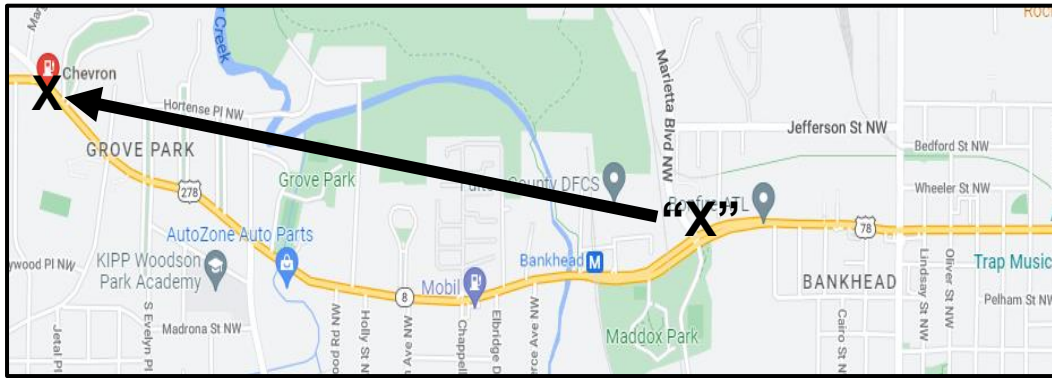 Creek
Marietta Blvd NW
Chevron
X
Hortense Pl NW
Jefferson St NW
GROVE PARK
Bedford St NW
Grove Park
278
County DFCS
Wheeler St NW
"X"
AutoZone Auto Parts
78
KIPP Woodson
Park Academy
Bankhead M
Trap Music
Mobil
BANKHEAD
Lindsay St NW
Oliver St NW
S Evelyn Pl
8
Pelham St NW
Madrona St NW
Holly St N
Maddox Park
Cairo St N
Jetal Pl
Chappell
Elbridge D